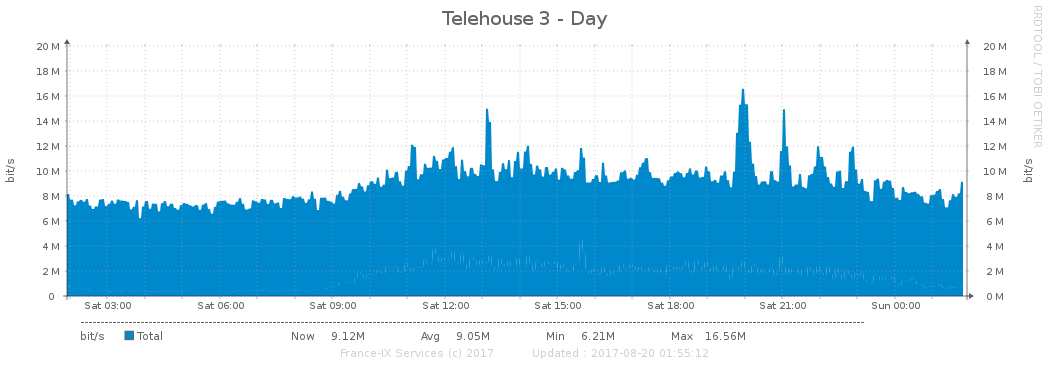 Telehouse 3 - Day
RRDTOOL / TOBI OETIKER
bit/s
20 M 20 M
18 M 18 M
16 M 16 M
14 M 14 M
12 M 12 M
10 M 10 M
8 M 8 M
6 M 6 M
4 M 4 M
2 M 2 M
0 0 M
bit/s
Sat 03:00 Sat 06:00 Sat 09:00 Sat 12:00 Sat 15:00 Sat 18:00 Sat 21:00 Sun 00:00
bit/s Total Now 9.12M Avg 9.05M Min 6.21M Max 16.56M
France-IX Services (c) 2017 Updated : 2017-08-20 01:55:12